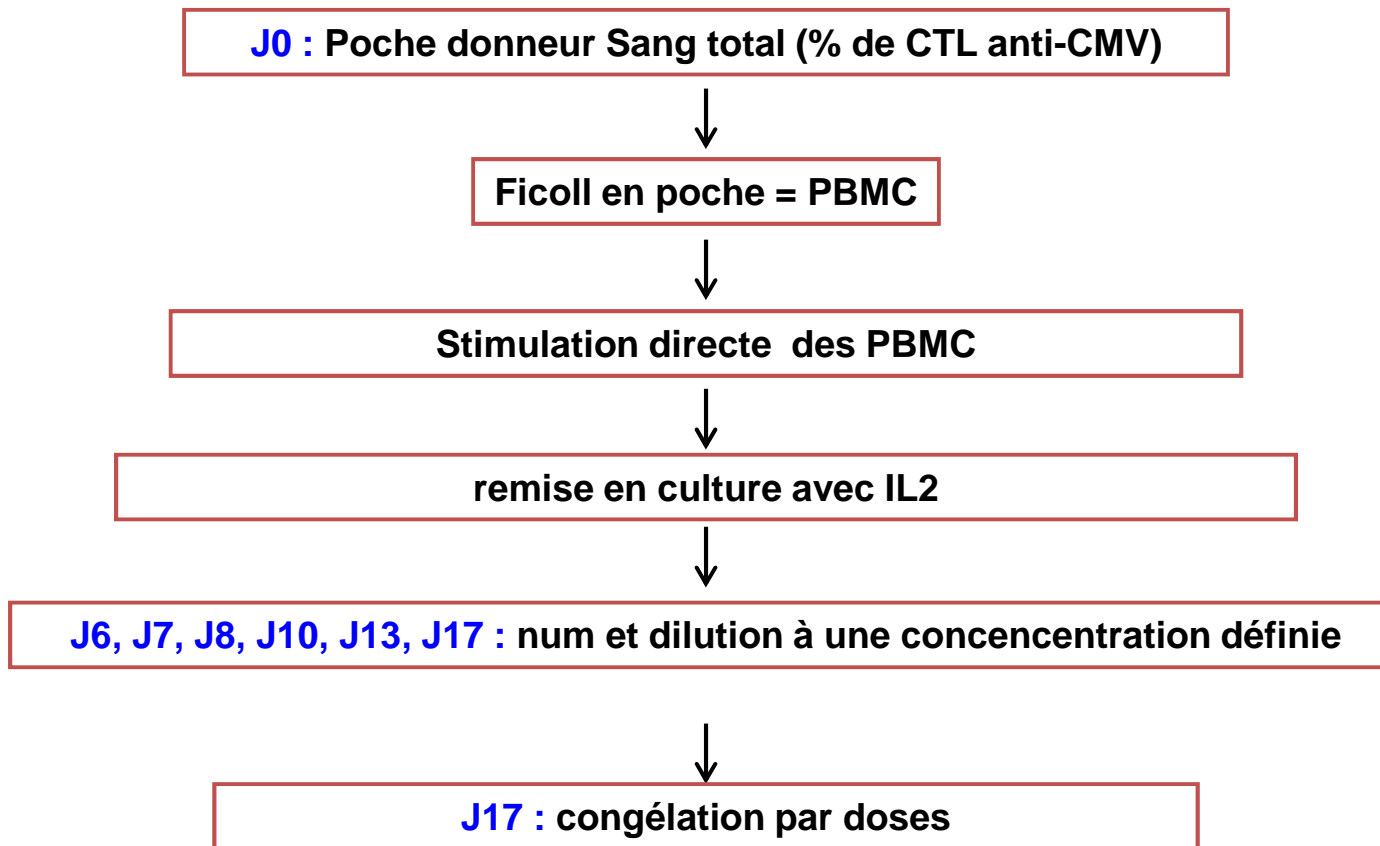 J0 : Poche donneur Sang total (% de CTL anti-CMV)
Ficoll en poche = PBMC
Stimulation directe des PBMC
remise en culture avec IL2
J6, J7, J8, J10, J13, J17 : num et dilution à une concencentration définie
J17 : congélation par doses